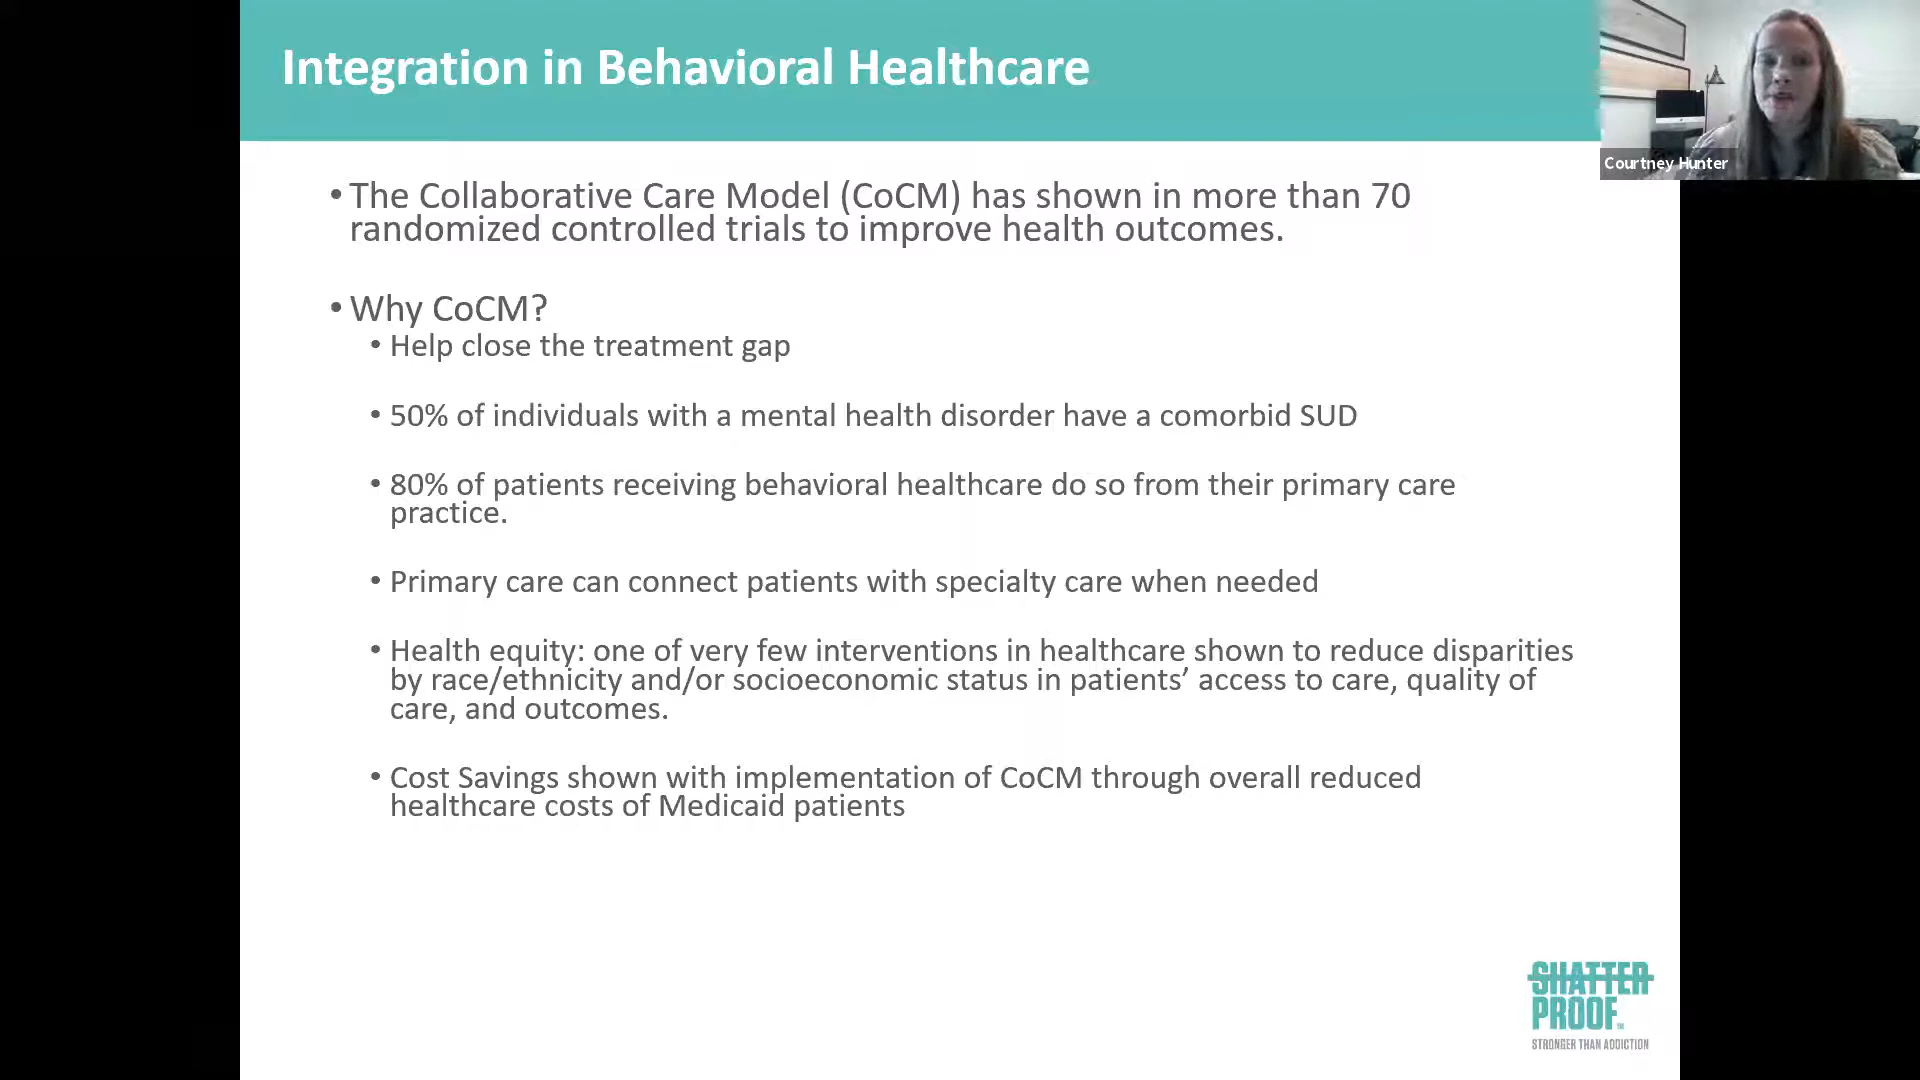 Integration in Behavioral Healthcare
Courtney Hunter
• The Collaborative Care Model (CoCM) has shown in more than 70
randomized controlled trials to improve health outcomes.
• Why CoCM?
• Help close the treatment gap
• 50% of individuals with a mental health disorder have a comorbid SUD
• 80% of patients receiving behavioral healthcare do so from their primary care
practice.
• Primary care can connect patients with specialty care when needed
• Health equity: one of very few interventions in healthcare shown to reduce disparities
by race/ethnicity and/or socioeconomic status in patients’ access to care, quality of
care, and outcomes.
• Cost Savings shown with implementation of CoCM through overall reduced
healthcare costs of Medicaid patients
SHATTER
PROOF™
STRONGER THAN ADDICTION